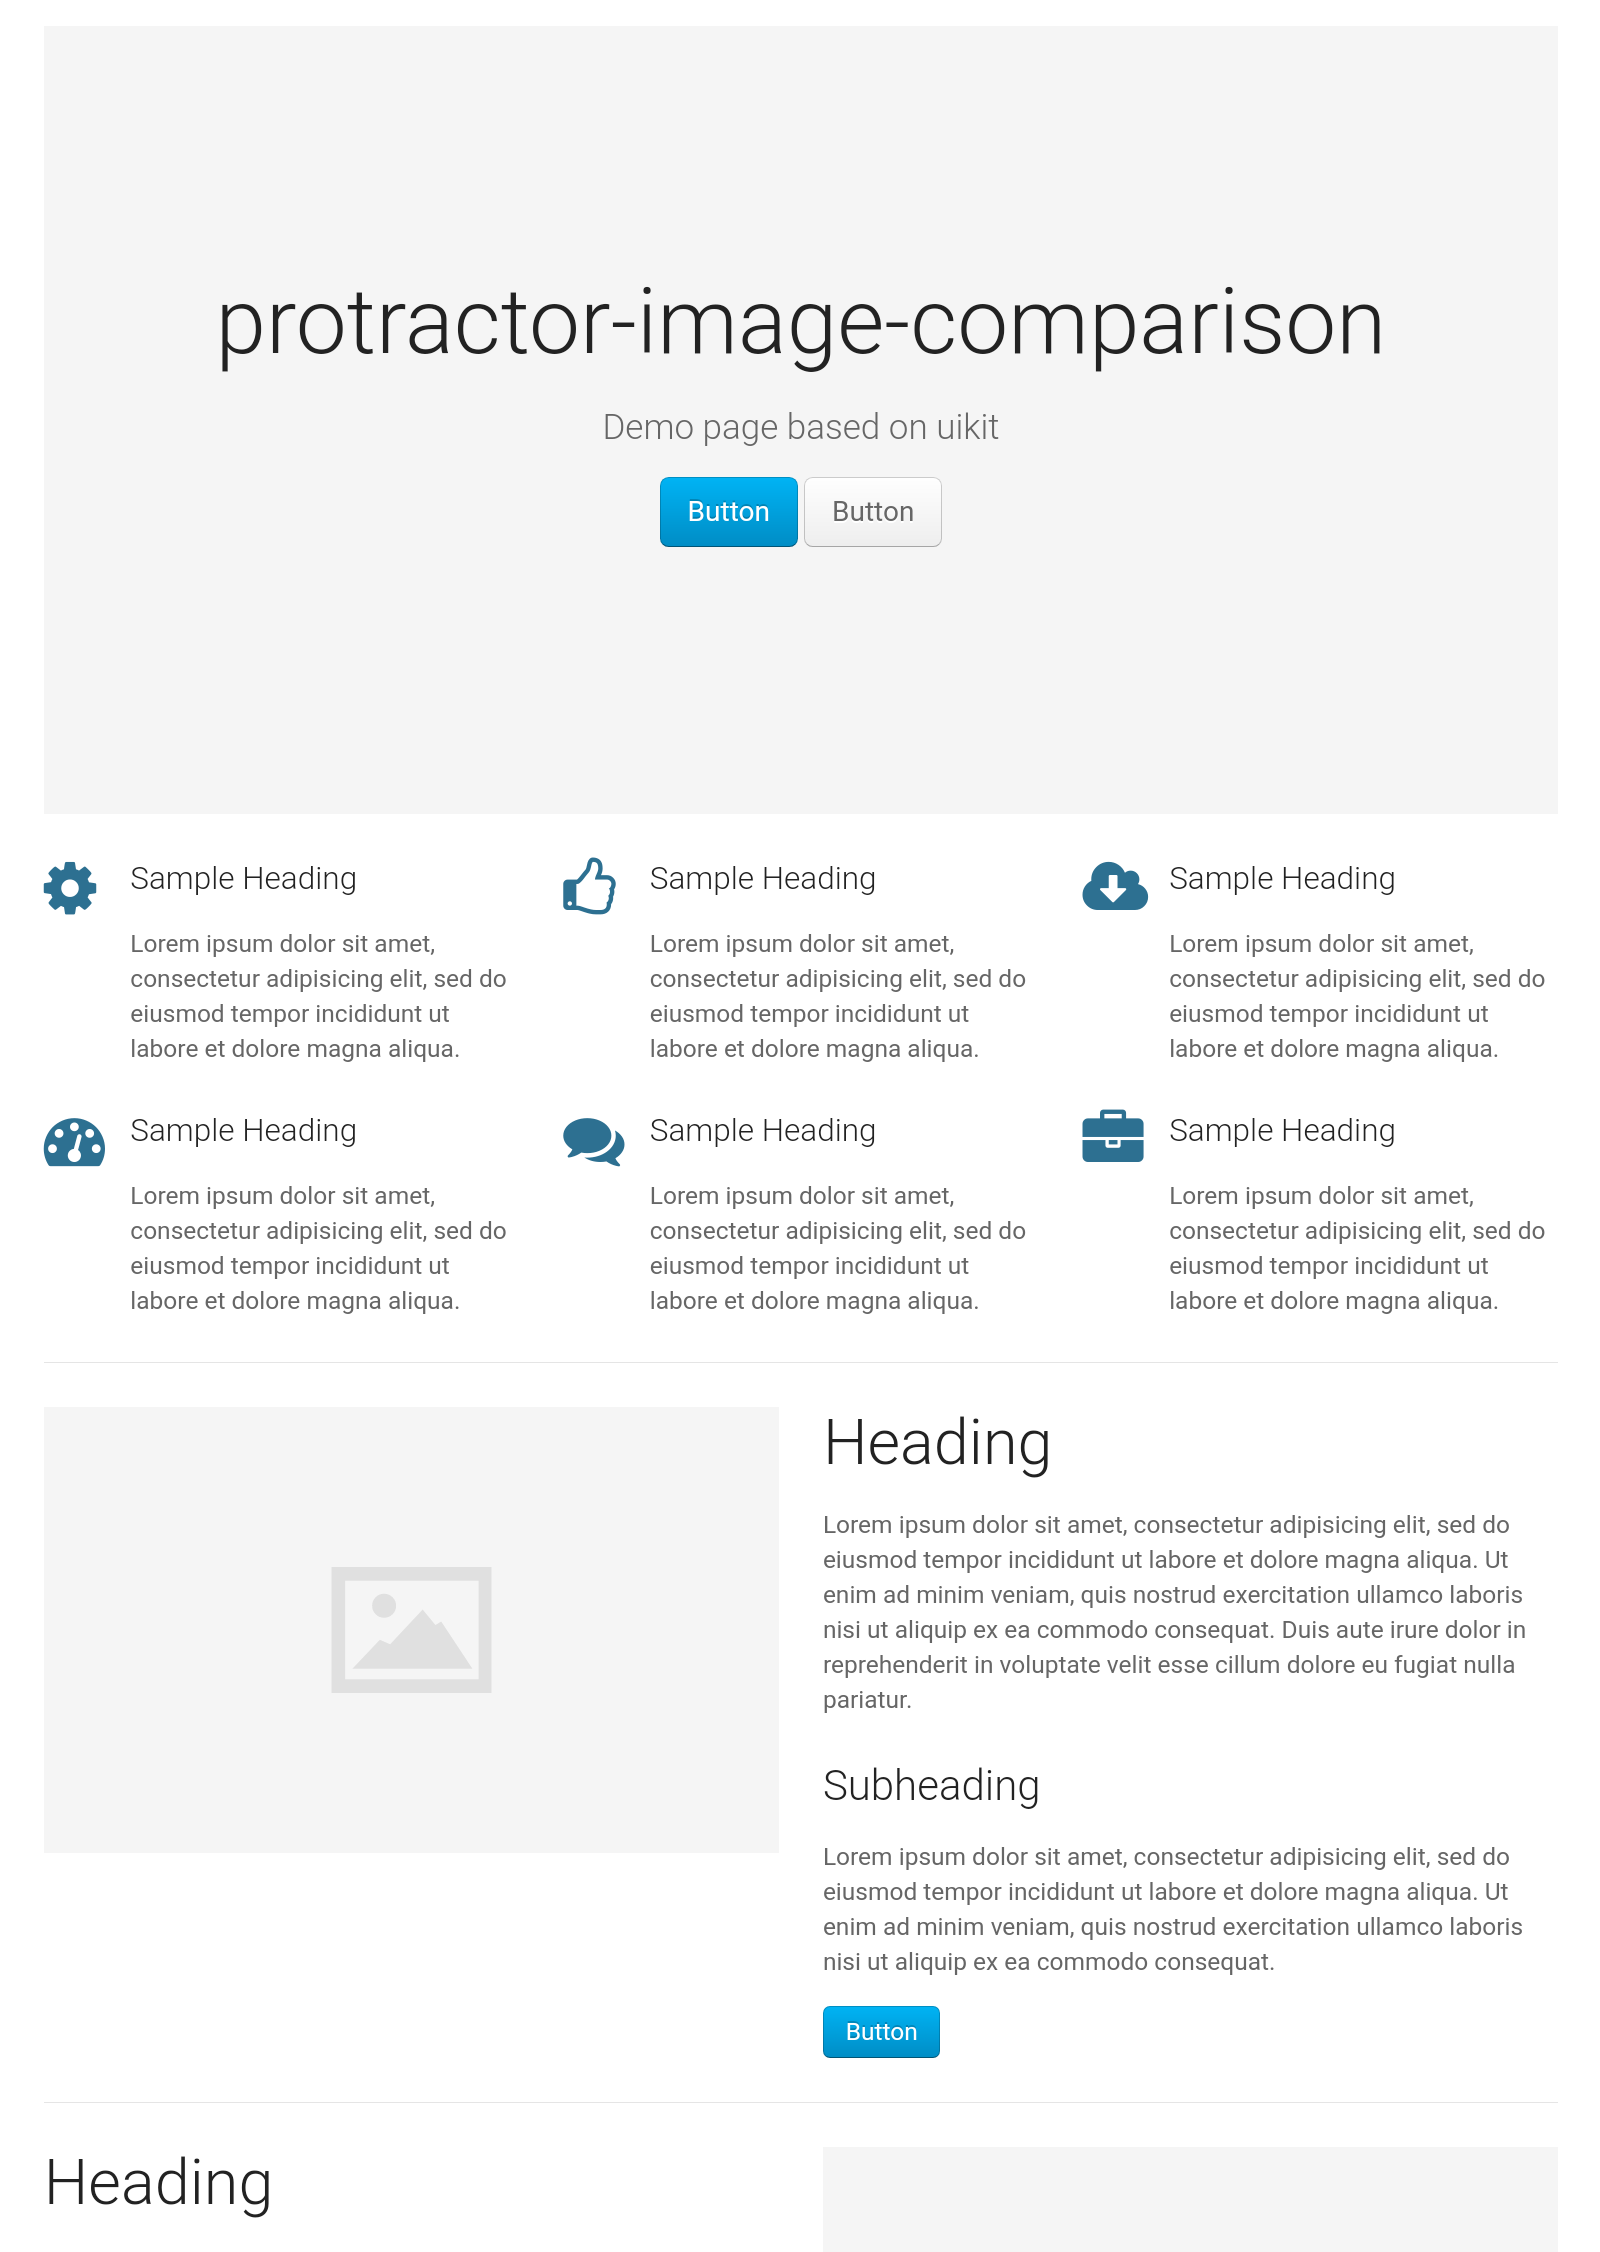 protractor-image-comparison
Demo page based on uikit
Button Button
Sample Heading
Lorem ipsum dolor sit amet,
consectetur adipisicing elit, sed do
eiusmod tempor incididunt ut
labore et dolore magna aliqua.
Sample Heading
Lorem ipsum dolor sit amet,
consectetur adipisicing elit, sed do
eiusmod tempor incididunt ut
labore et dolore magna aliqua.
Sample Heading
Lorem ipsum dolor sit amet,
consectetur adipisicing elit, sed do
eiusmod tempor incididunt ut
labore et dolore magna aliqua.
Sample Heading
Lorem ipsum dolor sit amet,
consectetur adipisicing elit, sed do
eiusmod tempor incididunt ut
labore et dolore magna aliqua.
Sample Heading
Lorem ipsum dolor sit amet,
consectetur adipisicing elit, sed do
eiusmod tempor incididunt ut
labore et dolore magna aliqua.
Sample Heading
Lorem ipsum dolor sit amet,
consectetur adipisicing elit, sed do
eiusmod tempor incididunt ut
labore et dolore magna aliqua.
Heading
Lorem ipsum dolor sit amet, consectetur adipisicing elit, sed do
eiusmod tempor incididunt ut labore et dolore magna aliqua. Ut
enim ad minim veniam, quis nostrud exercitation ullamco laboris
nisi ut aliquip ex ea commodo consequat. Duis aute irure dolor in
reprehenderit in voluptate velit esse cillum dolore eu fugiat nulla
pariatur.
Subheading
Lorem ipsum dolor sit amet, consectetur adipisicing elit, sed do
eiusmod tempor incididunt ut labore et dolore magna aliqua. Ut
enim ad minim veniam, quis nostrud exercitation ullamco laboris
nisi ut aliquip ex ea commodo consequat.
Button
Heading